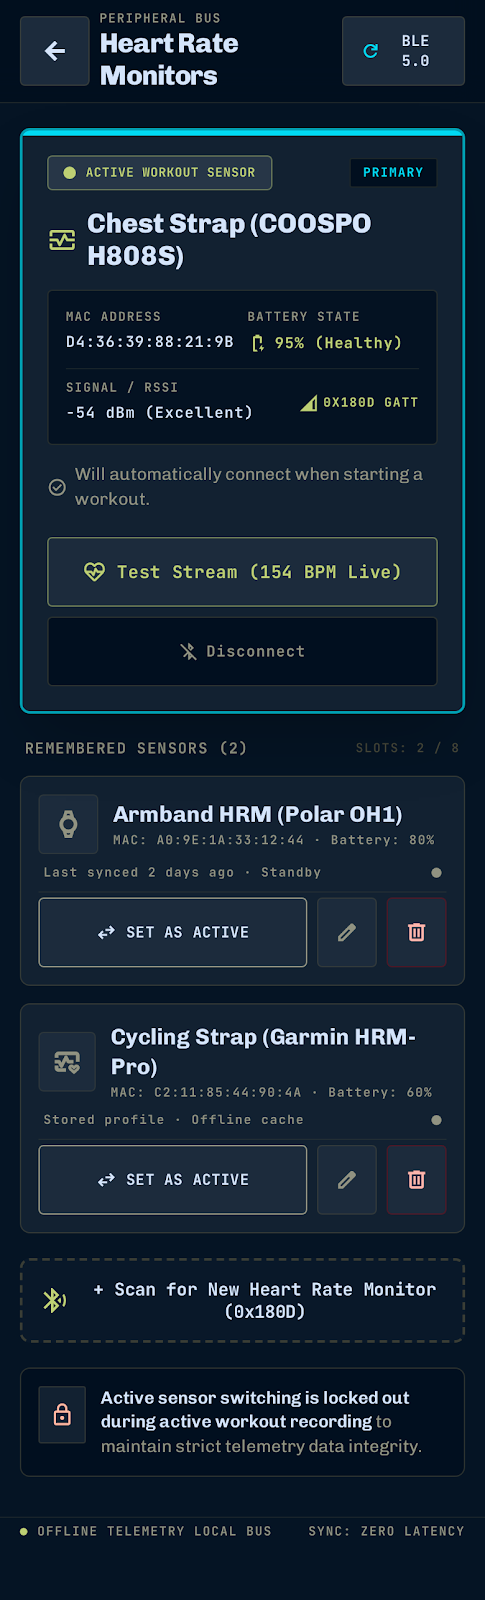 PERIPHERAL BUS
Heart Rate
Monitors
BLE
5.0
ACTIVE WORKOUT SENSOR
PRIMARY
Chest Strap (COOSPO
H808S)
MAC ADDRESS
BATTERY STATE
D4:36:39:88:21:9B
95% (Healthy)
SIGNAL / RSSI
-54 dBm (Excellent)
0X180D GATT
Will automatically connect when starting a
workout.
Test Stream (154 BPM Live)
Disconnect
REMEMBERED SENSORS (2)
SLOTS: 2 / 8
Armband HRM (Polar OH1)
MAC: A0:9E:1A:33:12:44 · Battery: 80%
Last synced 2 days ago · Standby
SET AS ACTIVE
Cycling Strap (Garmin HRM-
Pro)
MAC: C2:11:85:44:90:4A · Battery: 60%
Stored profile · Offline cache
SET AS ACTIVE
+ Scan for New Heart Rate Monitor
(0x180D)
Active sensor switching is locked out
during active workout recording to
maintain strict telemetry data integrity.
OFFLINE TELEMETRY LOCAL BUS
SYNC: ZERO LATENCY